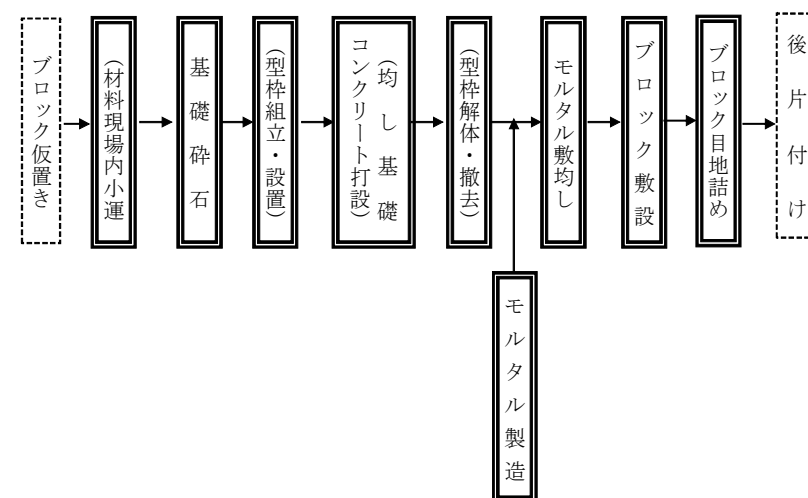 ブロック仮置き
(材料現場内小運
基礎砕石
(型枠組立・設置)
(均し基礎
コンクリート打設)
(型枠解体・撤去)
モルタル敷均し
ブロック敷設
ブロック目地詰め
後片付け
モルタル製造